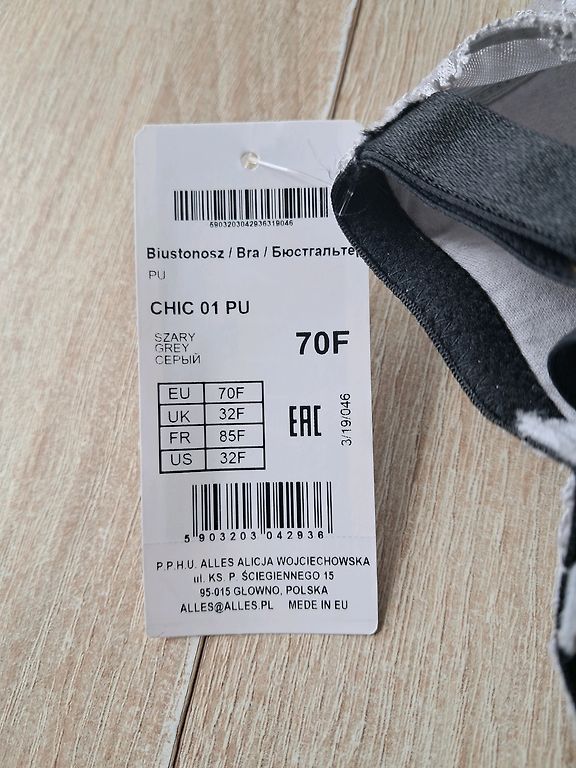 5903203042936319046
Biustonosz / Bra / Бюстгальтер
PU
CHIC 01 PU
SZARY
GREY
СЕРЫЙ
70F
EU 70F
UK 32F
FR 85F
US 32F
EAC
3/19/046
5 903203 042936
P.P.H.U. ALLES ALICJA WOJCIECHOWSKA
ul. KS. P. ŚCIEGIENNEGO 15
95-015 GŁOWNO, POLSKA
ALLES@ALLES.PL MEDE IN EU